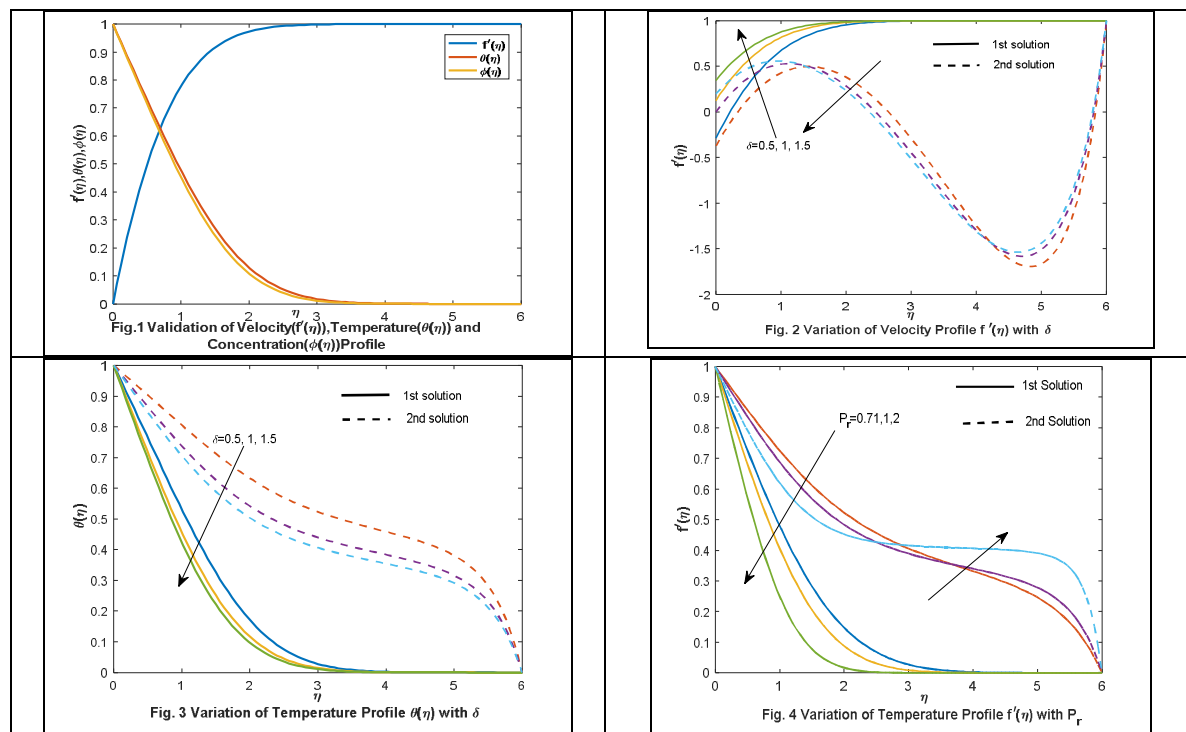 1
0.9
0.8
0.7
0.6
0.5
0.4
0.3
0.2
0.1
0
f'(η),θ(η),φ(η)
f'(η)
θ(η)
φ(η)
0 1 2 3 4 5 6
η
Fig.1 Validation of Velocity(f'(η)),Temperature(θ(η)) and
Concentration(φ(η))Profile
1
0.5
0
-0.5
-1
-1.5
-2
f'(η)
1st solution
2nd solution
δ=0.5, 1, 1.5
0 1 2 3 4 5 6
η
Fig. 2 Variation of Velocity Profile f '(η) with δ
1
0.9
0.8
0.7
0.6
0.5
0.4
0.3
0.2
0.1
0
θ(η)
1st solution
2nd solution
δ=0.5, 1, 1.5
0 1 2 3 4 5 6
η
Fig. 3 Variation of Temperature Profile θ(η) with δ
1
0.9
0.8
0.7
0.6
0.5
0.4
0.3
0.2
0.1
0
f'(η)
1st Solution
2nd Solution
Pr=0.71,1,2
0 1 2 3 4 5 6
η
Fig. 4 Variation of Temperature Profile f'(η) with Pr